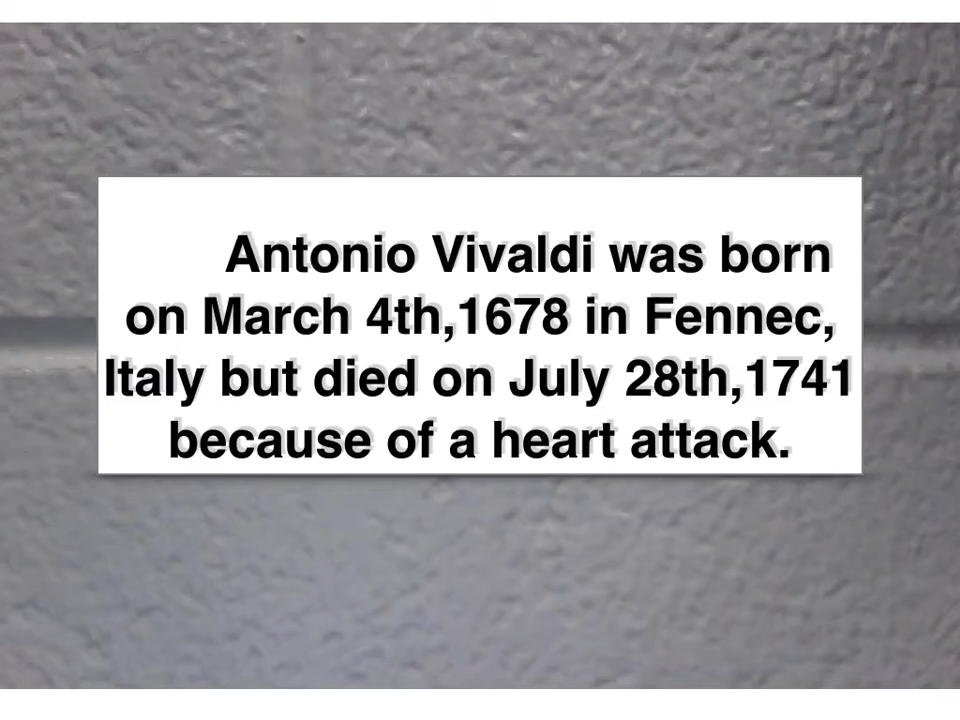 Antonio Vivaldi was born
on March 4th,1678 in Fennec,
Italy but died on July 28th,1741
because of a heart attack.